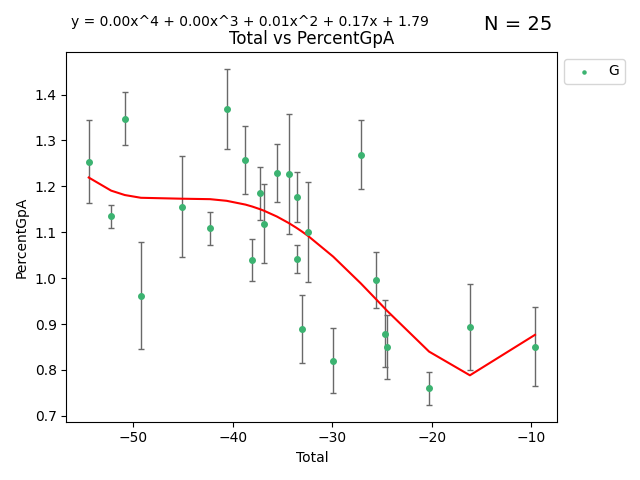 y = 0.00x^4 + 0.00x^3 + 0.01x^2 + 0.17x + 1.79
N = 25
Total vs PercentGpA
G
1.4
1.3
1.2
1.1
1.0
0.9
0.8
0.7
PercentGpA
−50
−40
−30
−20
−10
Total